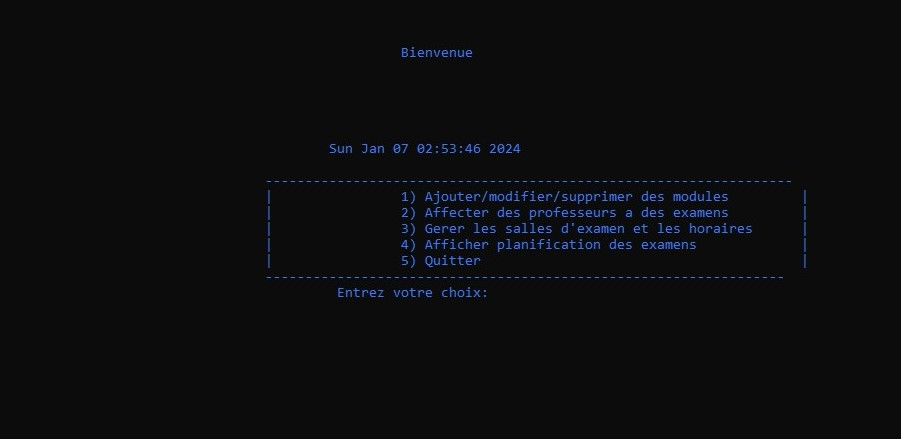 Bienvenue
Sun Jan 07 02:53:46 2024
------------------------------------------------------------------
| 1) Ajouter/modifier/supprimer des modules |
| 2) Affecter des professeurs a des examens |
| 3) Gerer les salles d'examen et les horaires |
| 4) Afficher planification des examens |
| 5) Quitter |
-----------------------------------------------------------------
Entrez votre choix: